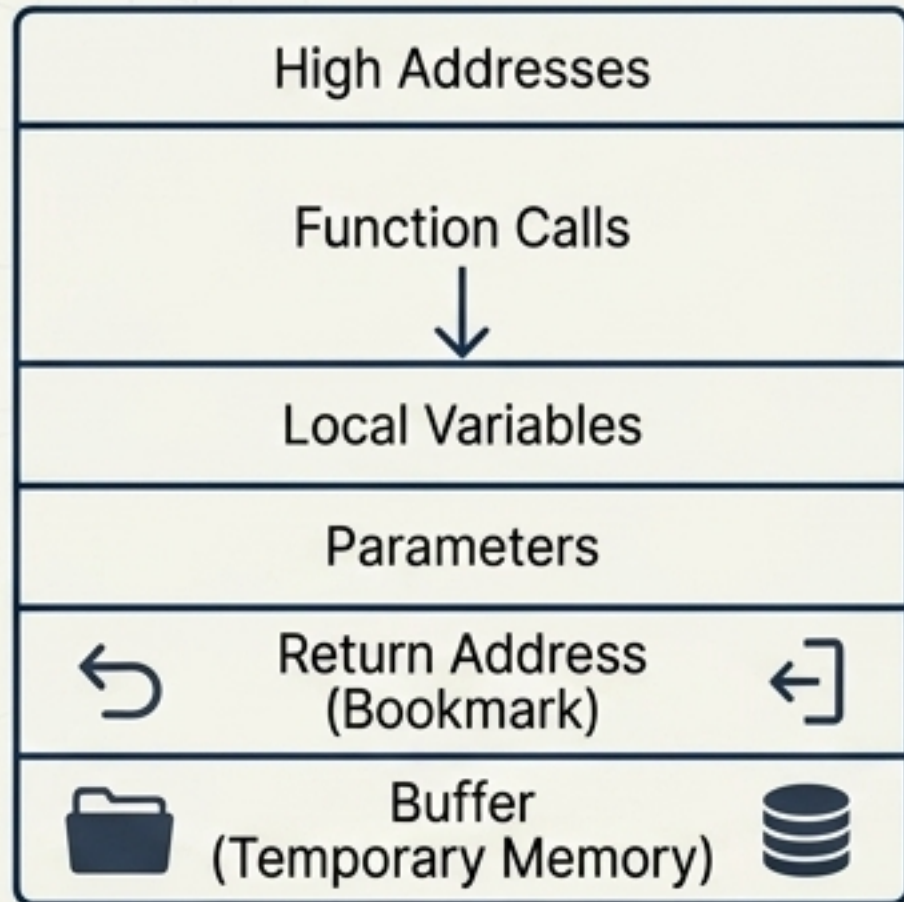 High Addresses
Function Calls
Local Variables
Parameters
Return Address
(Bookmark)
Buffer
(Temporary Memory)